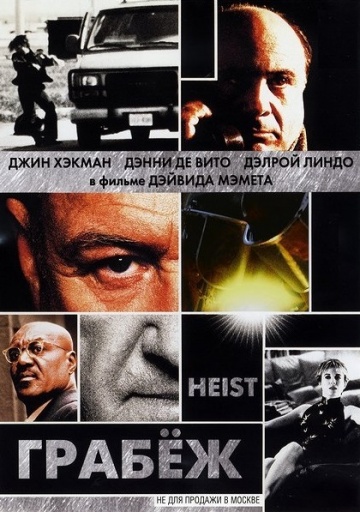 ДЖИН ХЭКМАН ДЭННИ ДЕ ВИТО ДЭЛРОЙ ЛИНДО
в фильме ДЭЙВИДА МЭМЕТА
HEIST
ГРАБЁЖ
НЕ ДЛЯ ПРОДАЖИ В МОСКВЕ